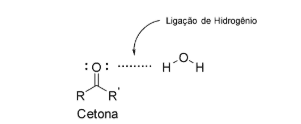 Ligação de Hidrogênio
:O: H O H
R R'
Cetona